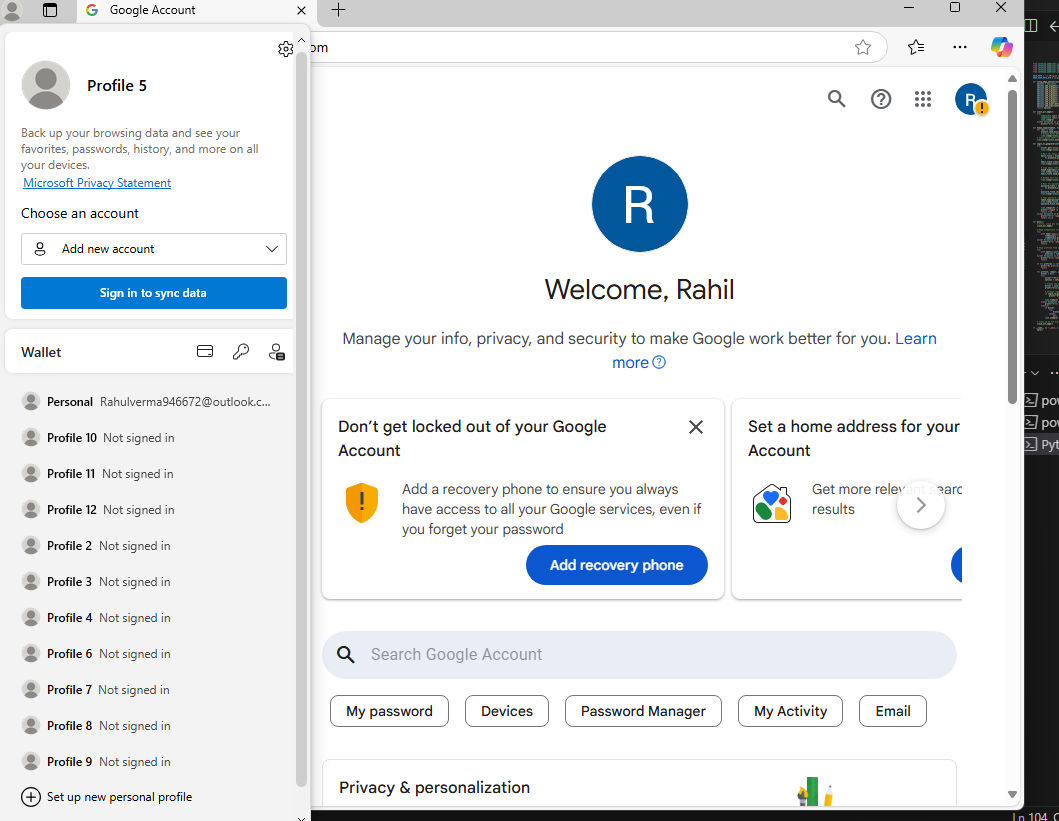 Google Account
om
Profile 5
Back up your browsing data and see your
favorites, passwords, history, and more on all
your devices.
Microsoft Privacy Statement
Choose an account
Add new account
Sign in to sync data
Wallet
Personal Rahulverma946672@outlook.c...
Profile 10 Not signed in
Profile 11 Not signed in
Profile 12 Not signed in
Profile 2 Not signed in
Profile 3 Not signed in
Profile 4 Not signed in
Profile 6 Not signed in
Profile 7 Not signed in
Profile 8 Not signed in
Profile 9 Not signed in
Set up new personal profile
R
R
Welcome, Rahil
Manage your info, privacy, and security to make Google work better for you. Learn
more
Don’t get locked out of your Google
Account
Add a recovery phone to ensure you always
have access to all your Google services, even if
you forget your password
Add recovery phone
Set a home address for your
Account
Get more relevant searc
results
Search Google Account
My password
Devices
Password Manager
My Activity
Email
Privacy & personalization
pow
pow
Pyt
Ln 104